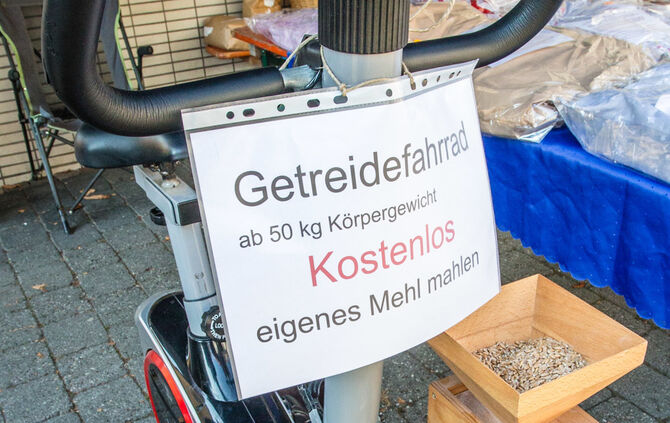 Getreidefahrrad
ab 50 kg Körpergewicht
Kostenlos
eigenes Mehl mahlen